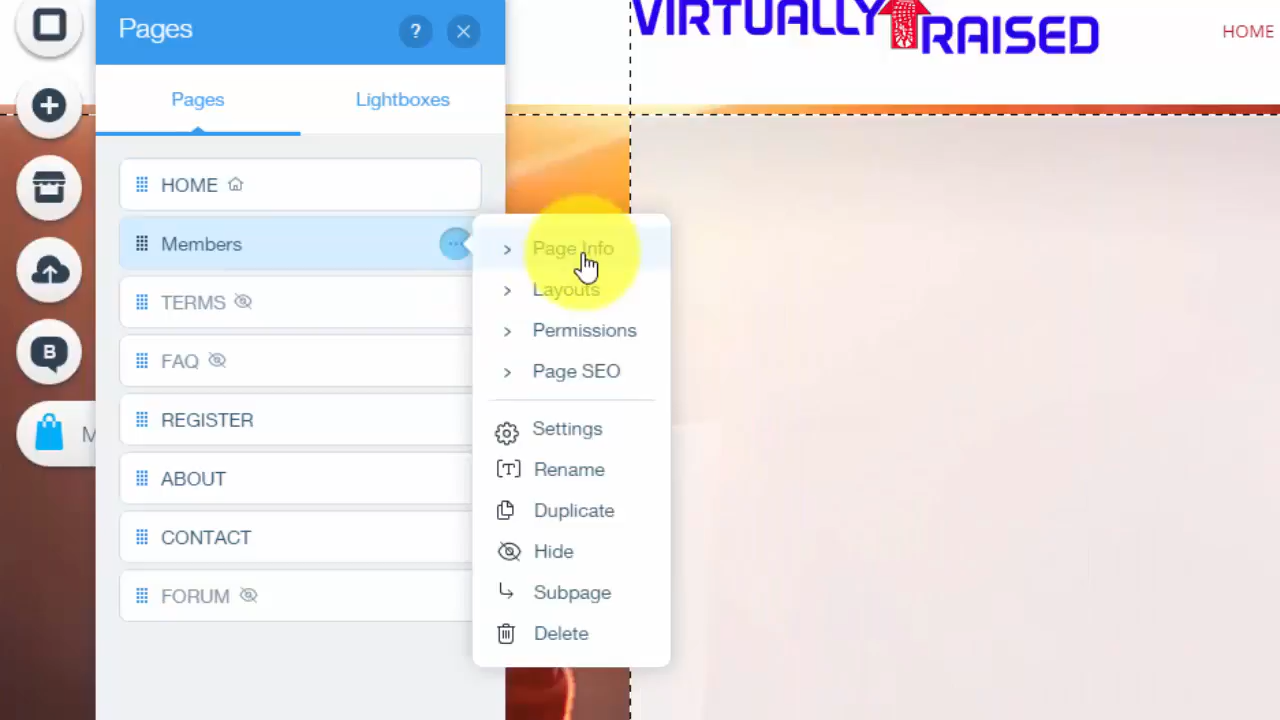 Pages
?
VIRTUALLY RAISED
HOME
Pages
Lightboxes
HOME
Members
TERMS
FAQ
REGISTER
ABOUT
CONTACT
FORUM
Page Info
Layouts
Permissions
Page SEO
Settings
T Rename
Duplicate
Hide
Subpage
Delete
B
M